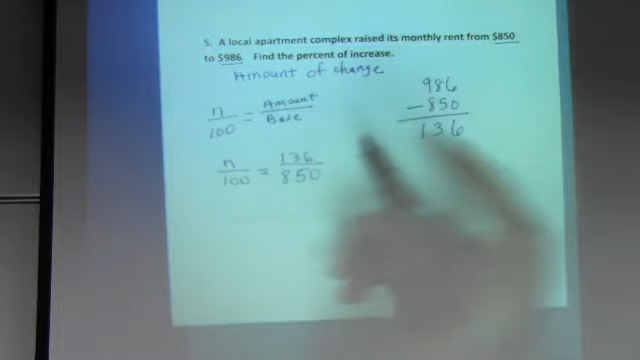 5. A local apartment complex raised its monthly rent from $850
to $986. Find the percent of increase.
Amount of change
n/100 = Amount/Base
986
-850
136
n/100 = 136/850